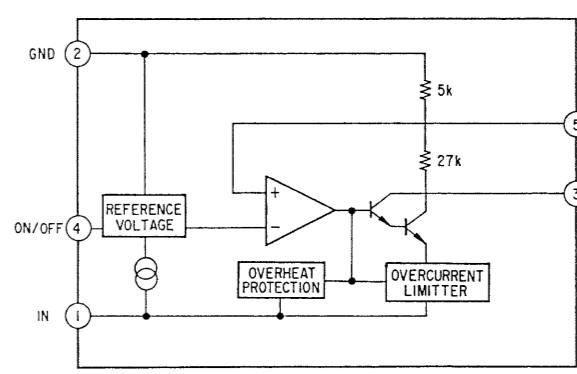 GND 2
5k
5
27k
3
+
REFERENCE
VOLTAGE
ON/OFF 4
−
OVERHEAT
PROTECTION
OVERCURRENT
LIMITTER
IN 1